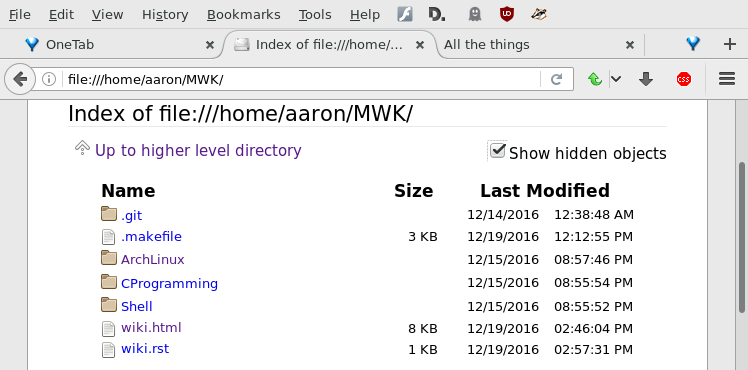 File Edit View History Bookmarks Tools Help D.
OneTab × Index of file:///home/... × All the things × +
file:///home/aaron/MWK/
Index of file:///home/aaron/MWK/
Up to higher level directory Show hidden objects
Name Size Last Modified
.git 12/14/2016 12:38:48 AM
.makefile 3 KB 12/19/2016 12:12:55 PM
ArchLinux 12/15/2016 08:57:46 PM
CProgramming 12/15/2016 08:55:54 PM
Shell 12/15/2016 08:55:52 PM
wiki.html 8 KB 12/19/2016 02:46:04 PM
wiki.rst 1 KB 12/19/2016 02:57:31 PM